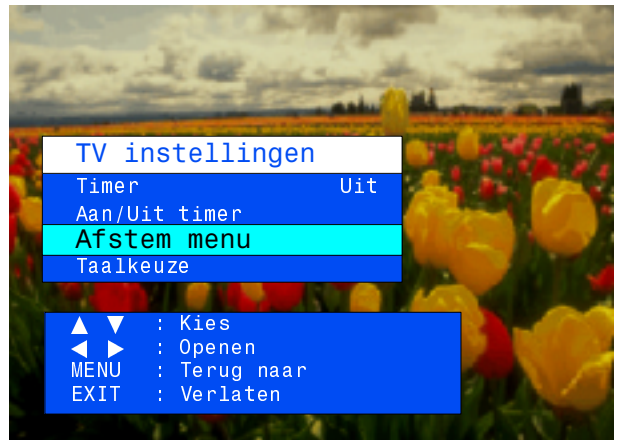 TV instellingen
Timer Uit
Aan/Uit timer
Afstem menu
Taalkeuze
▲ ▼ : Kies
◀ ▶ : Openen
MENU : Terug naar
EXIT : Verlaten